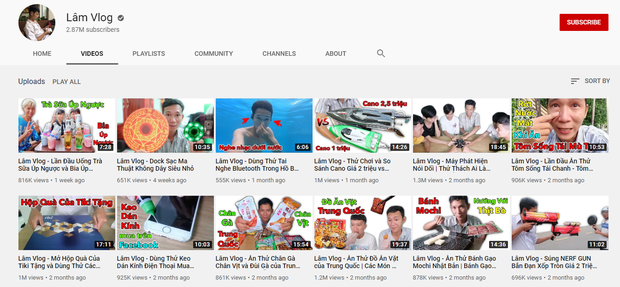 Lâm Vlog
2.87M subscribers
SUBSCRIBE
HOME VIDEOS PLAYLISTS COMMUNITY CHANNELS ABOUT
Uploads PLAY ALL SORT BY
Trà Sữa Úp Ngược
Bia Úp Ngược
7:28
10:35
Nghe nhạc dưới nước
6:06
Cano 2,5 triệu
VS
Cano 1 triệu
14:26
18:45
Tôm Sống Tái Mù Tạt
10:53
Lâm Vlog - Lần Đầu Uống Trà Sữa Úp Ngược và Bia Úp...
816K views • 1 week ago
Lâm Vlog - Dock Sạc Ma Thuật Không Dây Siêu Nhỏ
651K views • 4 weeks ago
Lâm Vlog - Dùng Thử Tai Nghe Bluetooth Trong Hồ B...
555K views • 1 month ago
Lâm Vlog - Thử Chơi và So Sánh Cano Giá 2 triệu vs...
1M views • 2 months ago
Lâm Vlog - Máy Phát Hiện Nói Dối | Thử Thách Ai Là...
1.3M views • 2 months ago
Lâm Vlog - Lần Đầu Ăn Thử Tôm Sống Tái Chanh - Tôm...
906K views • 2 months ago
Hộp Quà Của Tiki Tặng
17:11
Keo Dán Kính
mua trên
Facebook
10:03
Chân Gà
Chân Vịt
Trung Quốc
15:54
Đồ Ăn Vặt
Trung Quốc
19:37
Bánh Mochi
Nướng Với Thịt Bò
14:36
11:02
Lâm Vlog - Mở Hộp Quà Của Tiki Tặng và Dùng Thử Các...
1M views • 2 months ago
Lâm Vlog - Dùng Thử Keo Dán Kính Điện Thoại Mua...
925K views • 2 months ago
Lâm Vlog - Ăn Thử Chân Gà Chân Vịt và Đùi Gà của Trun...
861K views • 2 months ago
Lâm Vlog - Ăn Thử Đồ Ăn Vặt của Trung Quốc | Các Món ...
1.2M views • 2 months ago
Lâm Vlog - Ăn Thử Bánh Gạo Mochi Nhật Bản | Bánh Gạo...
878K views • 2 months ago
Lâm Vlog - Súng NERF GUN Bắn Đạn Xốp Tròn Giá 2 Triệ...
696K views • 2 months ago